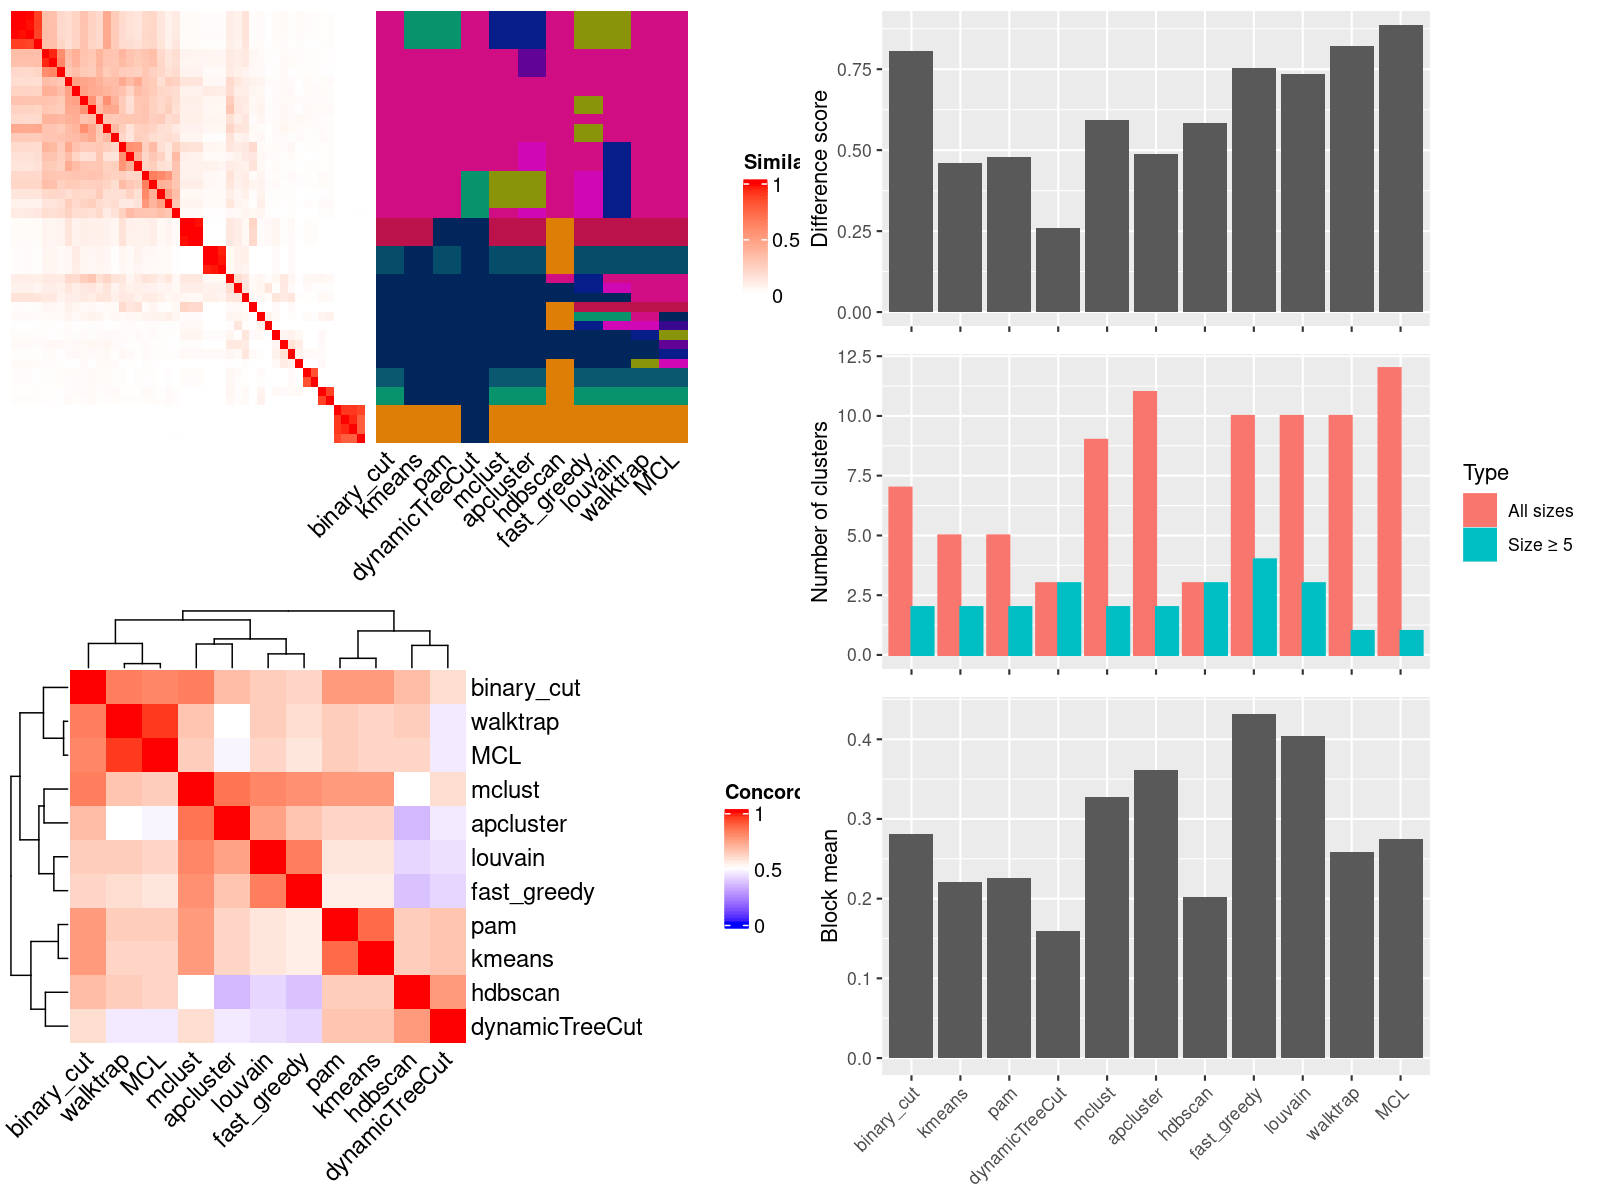 Simila
1
0.5
0
binary_cut
kmeans
pam
dynamicTreeCut
mclust
apcluster
hdbscan
fast_greedy
louvain
walktrap
MCL
Difference score
0.75
0.50
0.25
0.00
Number of clusters
12.5
10.0
7.5
5.0
2.5
0.0
Type
All sizes
Size ≥ 5
Block mean
0.4
0.3
0.2
0.1
0.0
binary_cut
kmeans
pam
dynamicTreeCut
mclust
apcluster
hdbscan
fast_greedy
louvain
walktrap
MCL
binary_cut
walktrap
MCL
mclust
apcluster
louvain
fast_greedy
pam
kmeans
hdbscan
dynamicTreeCut
binary_cut
walktrap
MCL
mclust
apcluster
louvain
fast_greedy
pam
kmeans
hdbscan
dynamicTreeCut
Concord
1
0.5
0